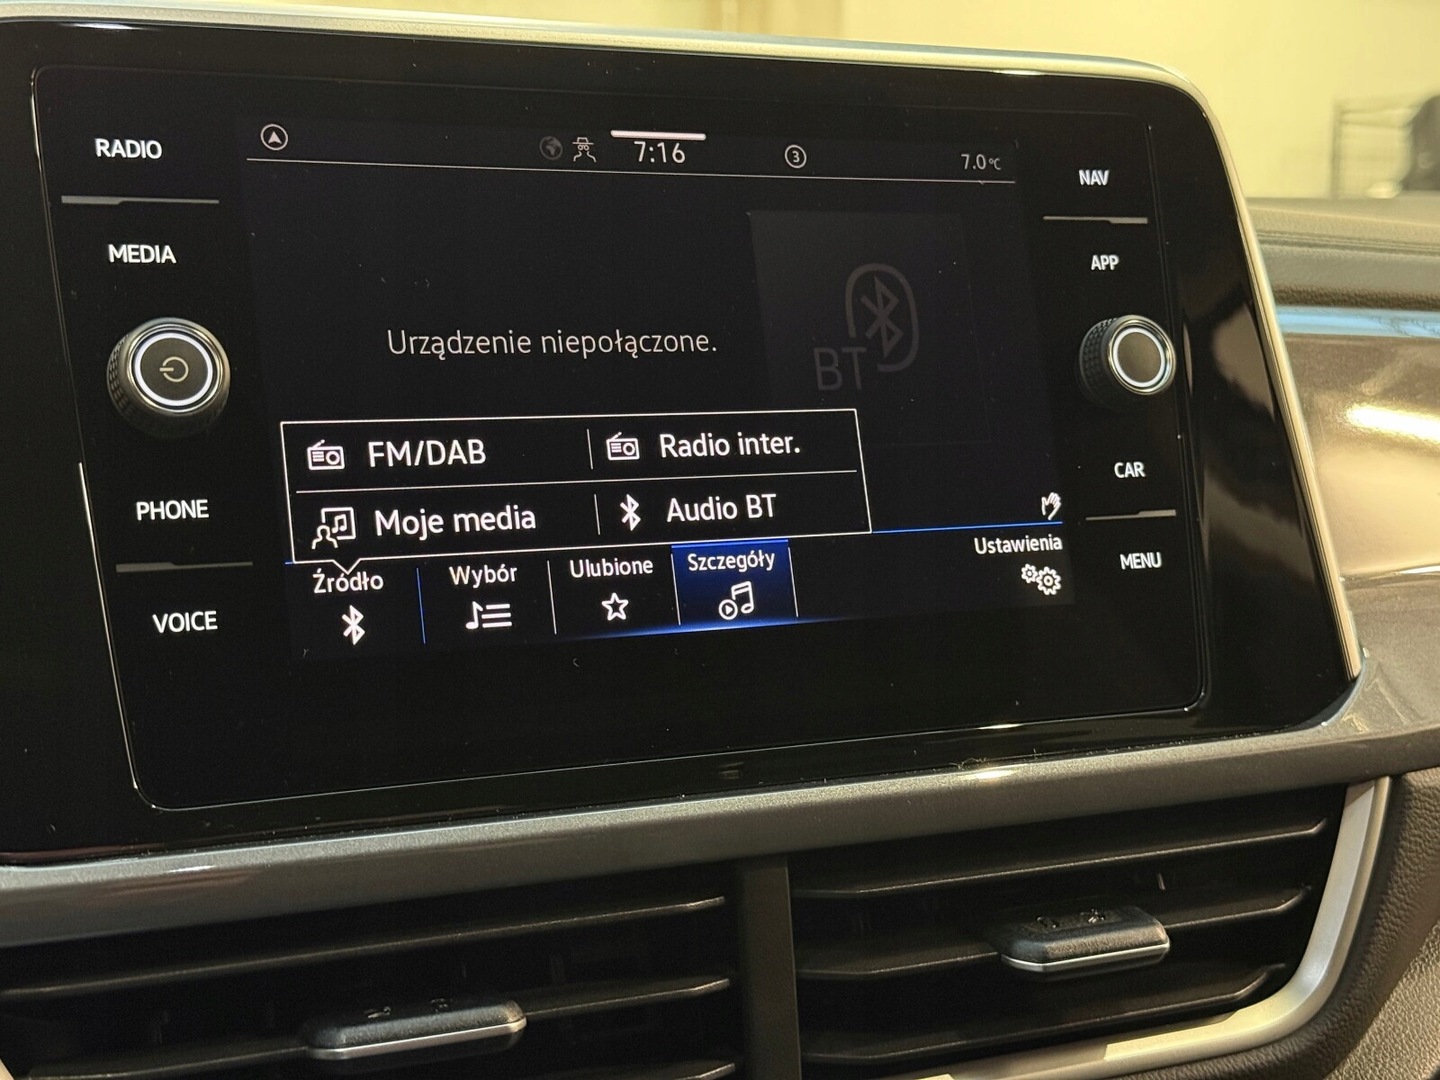 RADIO
MEDIA
PHONE
VOICE
7:16
3
7.0°C
Urządzenie niepołączone.
BT
FM/DAB
Radio inter.
Moje media
Audio BT
Źródło
Wybór
Ulubione
Szczegóły
Ustawienia
NAV
APP
CAR
MENU